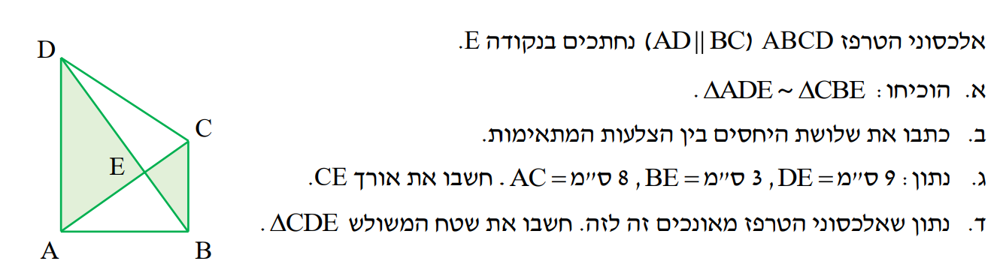 אלכסוני הטרפז ABCD (AD||BC) נחתכים בנקודה E.
א. הוכיחו: ΔADE ~ ΔCBE.
ב. כתבו את שלושת היחסים בין הצלעות המתאימות.
ג. נתון: 9 ס״מ=DE, 3 ס״מ=BE, 8 ס״מ=AC. חשבו את אורך CE.
ד. נתון שאלכסוני הטרפז מאונכים זה לזה. חשבו את שטח המשולש ΔCDE.
D
C
E
A
B